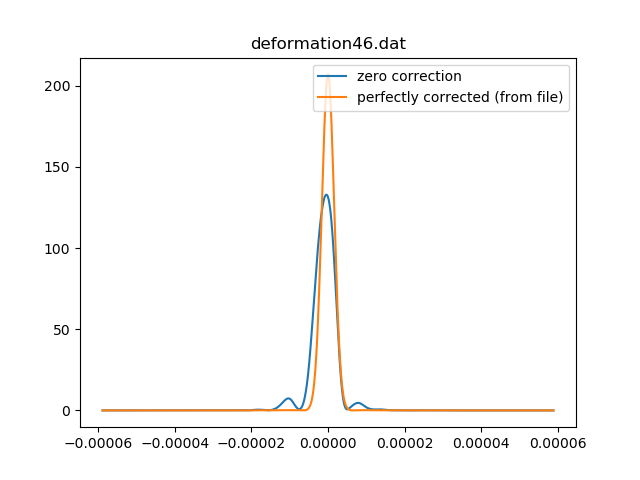 deformation46.dat
zero correction
perfectly corrected (from file)
200
150
100
50
0
−0.00006 −0.00004 −0.00002 0.00000 0.00002 0.00004 0.00006